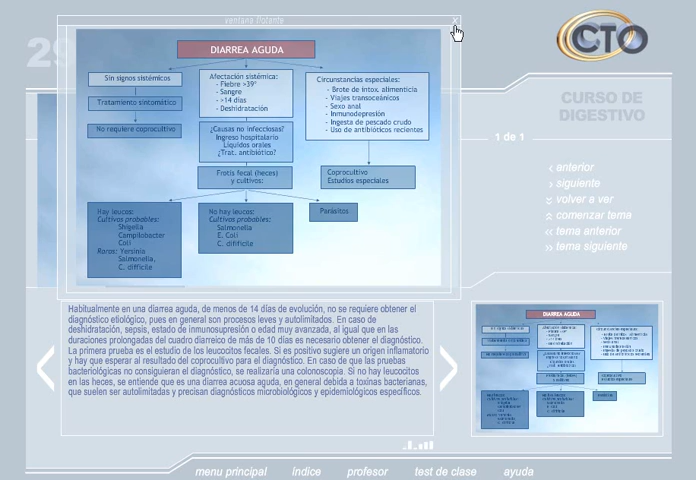 ventana flotante
x
29
DIARREA AGUDA
Sin signos sistémicos
Tratamiento sintomático
No requiere coprocultivo
Afectación sistémica:
- Fiebre >39º
- Sangre
- >14 días
- Deshidratación
¿Causas no infecciosas?
Ingreso hospitalario
Líquidos orales
¿Trat. antibiótico?
Frotis fecal (heces)
y cultivos:
Circunstancias especiales:
- Brote de intox. alimenticia
- Viajes transoceánicos
- Sexo anal
- Inmunodepresión
- Ingesta de pescado crudo
- Uso de antibióticos recientes
Coprocultivo
Estudios especiales
Hay leucos:
Cultivos probables:
Shigella
Campilobacter
Coli
Raros: Yersinia
Salmonella,
C. difficile
No hay leucos:
Cultivos probables:
Salmonella
E. Coli
C. difificile
Parásitos
CTO
CURSO DE
DIGESTIVO
1 de 1
anterior
siguiente
volver a ver
comenzar tema
tema anterior
tema siguiente
Habitualmente en una diarrea aguda, de menos de 14 días de evolución, no se requiere obtener el
diagnóstico etiológico, pues en general son procesos leves y autolimitados. En caso de
deshidratación, sepsis, estado de inmunosupresión o edad muy avanzada, al igual que en las
duraciones prolongadas del cuadro diarreico de más de 10 días es necesario obtener el diagnóstico.
La primera prueba es el estudio de los leucocitos fecales. Si es positivo sugiere un origen inflamatorio
y hay que esperar al resultado del coprocultivo para el diagnóstico. En caso de que las pruebas
bacteriológicas no consiguieran el diagnóstico, se realizaría una colonoscopia. Si no hay leucocitos
en las heces, se entiende que es una diarrea acuosa aguda, en general debida a toxinas bacterianas,
que suelen ser autolimitadas y precisan diagnósticos microbiológicos y epidemiológicos específicos.
DIARREA AGUDA
menu principal
índice
profesor
test de clase
ayuda